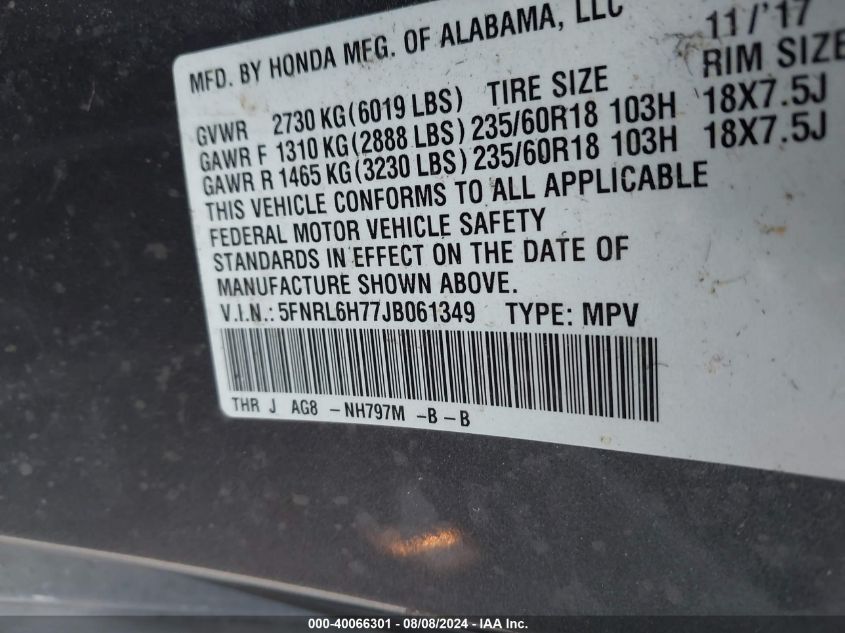 MFD. BY HONDA MFG. OF ALABAMA, LLC 11/'17
GVWR 2730 KG(6019 LBS) TIRE SIZE RIM SIZE
GAWR F 1310 KG(2888 LBS) 235/60R18 103H 18X7.5J
GAWR R 1465 KG(3230 LBS) 235/60R18 103H 18X7.5J
THIS VEHICLE CONFORMS TO ALL APPLICABLE
FEDERAL MOTOR VEHICLE SAFETY
STANDARDS IN EFFECT ON THE DATE OF
MANUFACTURE SHOWN ABOVE.
V.I.N.: 5FNRL6H77JB061349 TYPE: MPV
THR J AG8 -NH797M -B-B
000-40066301 - 08/08/2024 - IAA Inc.